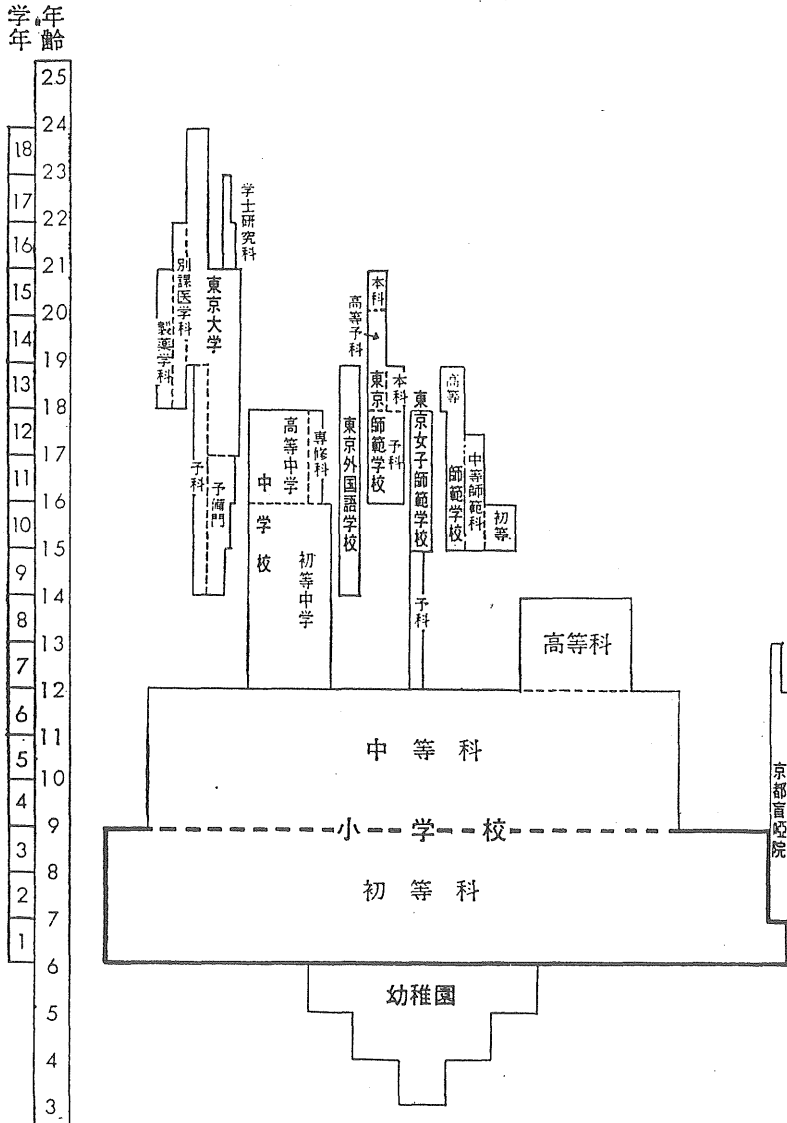 学年
年齢
25
24
23
22
21
20
19
18
17
16
15
14
13
12
11
10
9
8
7
6
5
4
3
18
17
16
15
14
13
12
11
10
9
8
7
6
5
4
3
2
1
製薬学科
別課医学科
東京大学
学士研究科
予科
予備門
中学校
高等中学
専修科
初等中学
東京外国語学校
高等予科
本科
東京師範学校
本科
予科
東京女子師範学校
予科
高等
師範学校
中等師範科
初等
高等科
中等科
小学校
初等科
幼稚園
京都盲啞院